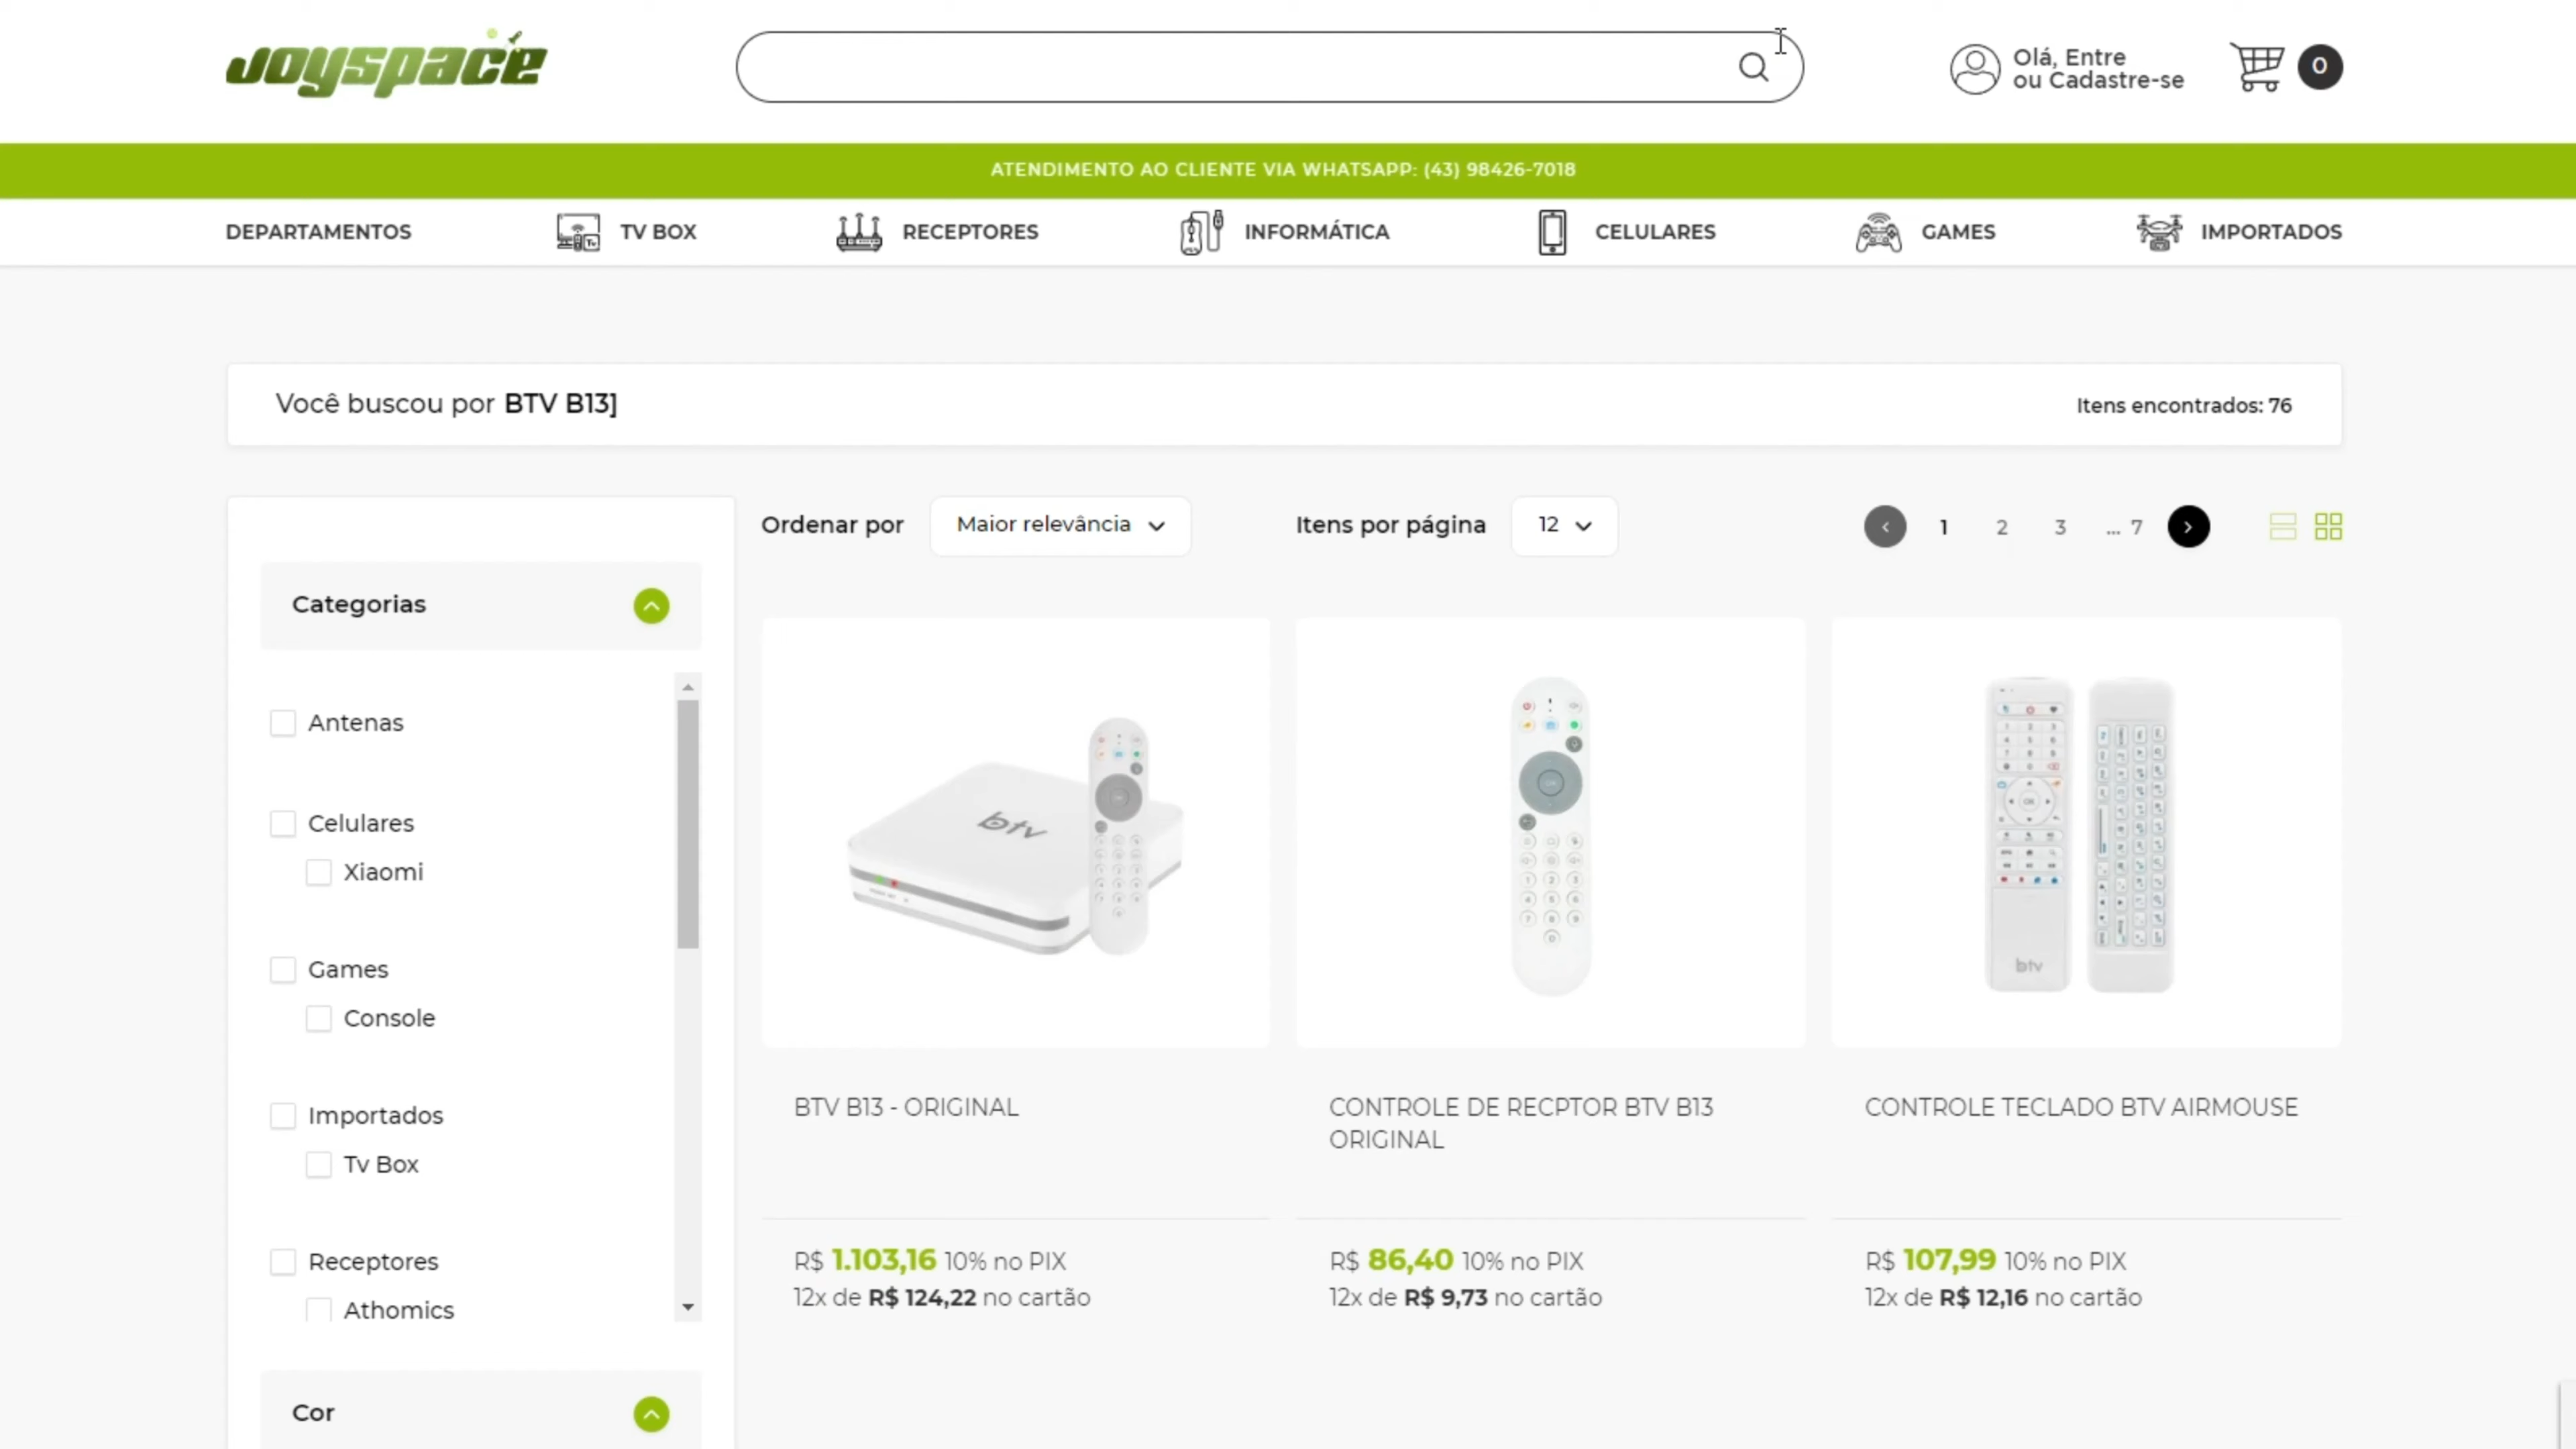 Joyspace
Olá, Entre
ou Cadastre-se
0
ATENDIMENTO AO CLIENTE VIA WHATSAPP: (43) 98426-7018
DEPARTAMENTOS
TV BOX
RECEPTORES
INFORMÁTICA
CELULARES
GAMES
IMPORTADOS
Você buscou por BTV B13]
Itens encontrados: 76
Ordenar por
Maior relevância
Itens por página
12
1
2
3
... 7
Categorias
Antenas
Celulares
Xiaomi
Games
Console
Importados
Tv Box
Receptores
Athomics
Cor
btv
btv
BTV B13 - ORIGINAL
R$ 1.103,16 10% no PIX
12x de R$ 124,22 no cartão
CONTROLE DE RECPTOR BTV B13
ORIGINAL
R$ 86,40 10% no PIX
12x de R$ 9,73 no cartão
CONTROLE TECLADO BTV AIRMOUSE
R$ 107,99 10% no PIX
12x de R$ 12,16 no cartão